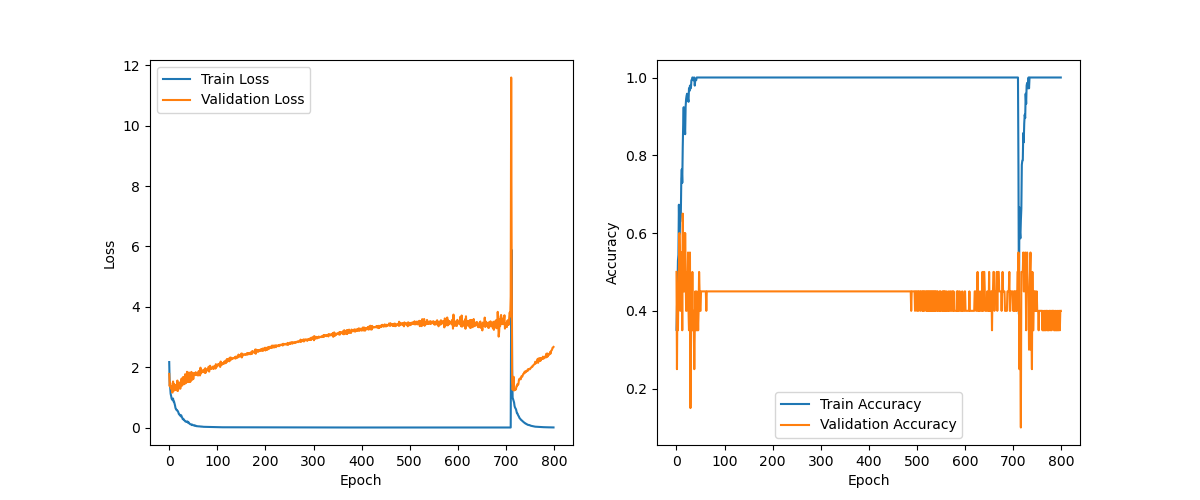 12
10
8
6
4
2
0
Loss
Train Loss
Validation Loss
0 100 200 300 400 500 600 700 800
Epoch
1.0
0.8
0.6
0.4
0.2
Accuracy
Train Accuracy
Validation Accuracy
0 100 200 300 400 500 600 700 800
Epoch